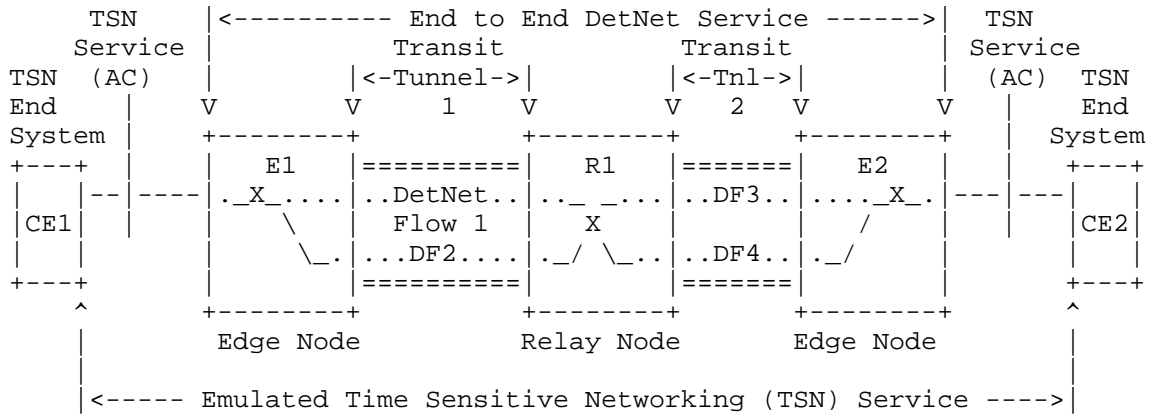 TSN |<---------- End to End DetNet Service ------>| TSN
Service | Transit Transit | Service
TSN (AC) | |<-Tunnel->| |<-Tnl->| | (AC) TSN
End | V V 1 V V 2 V V | End
System | +--------+ +--------+ +--------+ | System
+---+ | | E1 |==========| R1 |=======| E2 | | +---+
| |--|----|._X_....|..DetNet..|.._ _...|..DF3..|...._X_.|---|---| |
|CE1| | | \ | Flow 1 | X | | / | | |CE2|
| | | \_.|...DF2....|._/ \_..|..DF4..|._/ | | |
+---+ | |==========| |=======| | +---+
^ +--------+ +--------+ +--------+ ^
| Edge Node Relay Node Edge Node |
| |
|<----- Emulated Time Sensitive Networking (TSN) Service ---->|